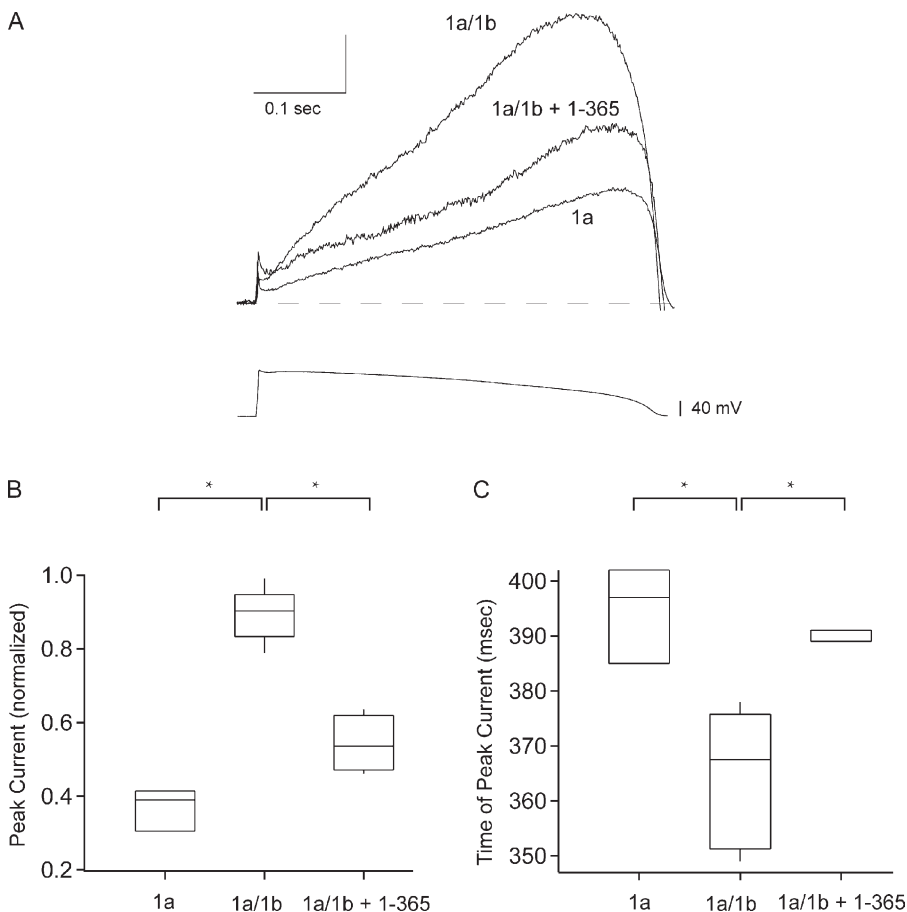 A
1a/1b
0.1 sec
1a/1b + 1-365
1a
40 mV
B
*
*
Peak Current (normalized)
1.0
0.8
0.6
0.4
0.2
1a
1a/1b
1a/1b + 1-365
C
*
*
Time of Peak Current (msec)
400
390
380
370
360
350
1a
1a/1b
1a/1b + 1-365